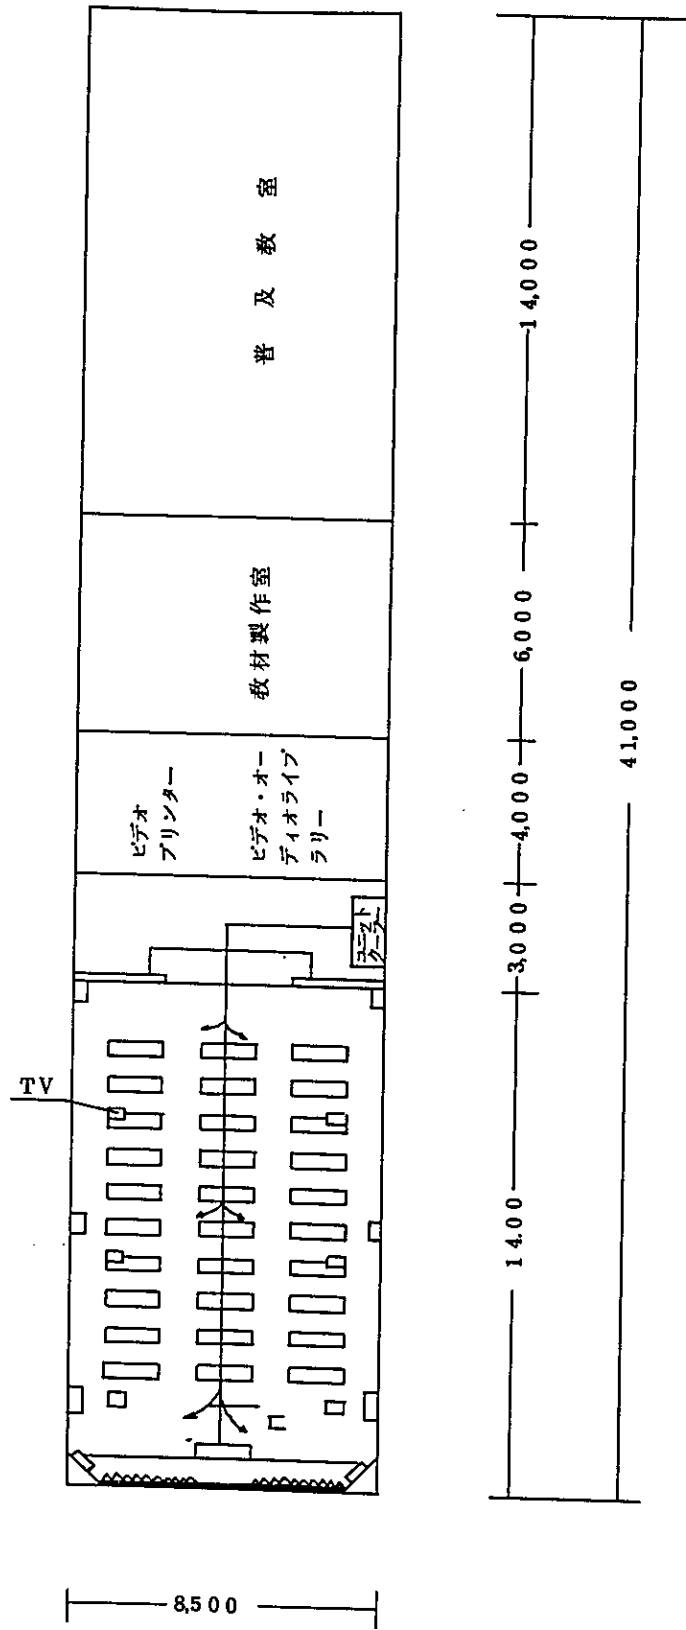 普及教室
教材製作室
ビデオ
プリンター
ビデオ・オー
ディオライブ
ラリー
ユニット
クーラー
TV
14,000
6,000
4,000
3,000
14.00
41,000
8,500